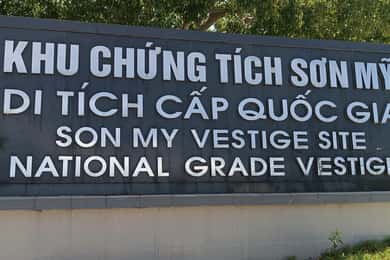 KHU CHỨNG TÍCH SƠN MỸ
DI TÍCH CẤP QUỐC GIA
SON MY VESTIGE SITE
NATIONAL GRADE VESTIGE